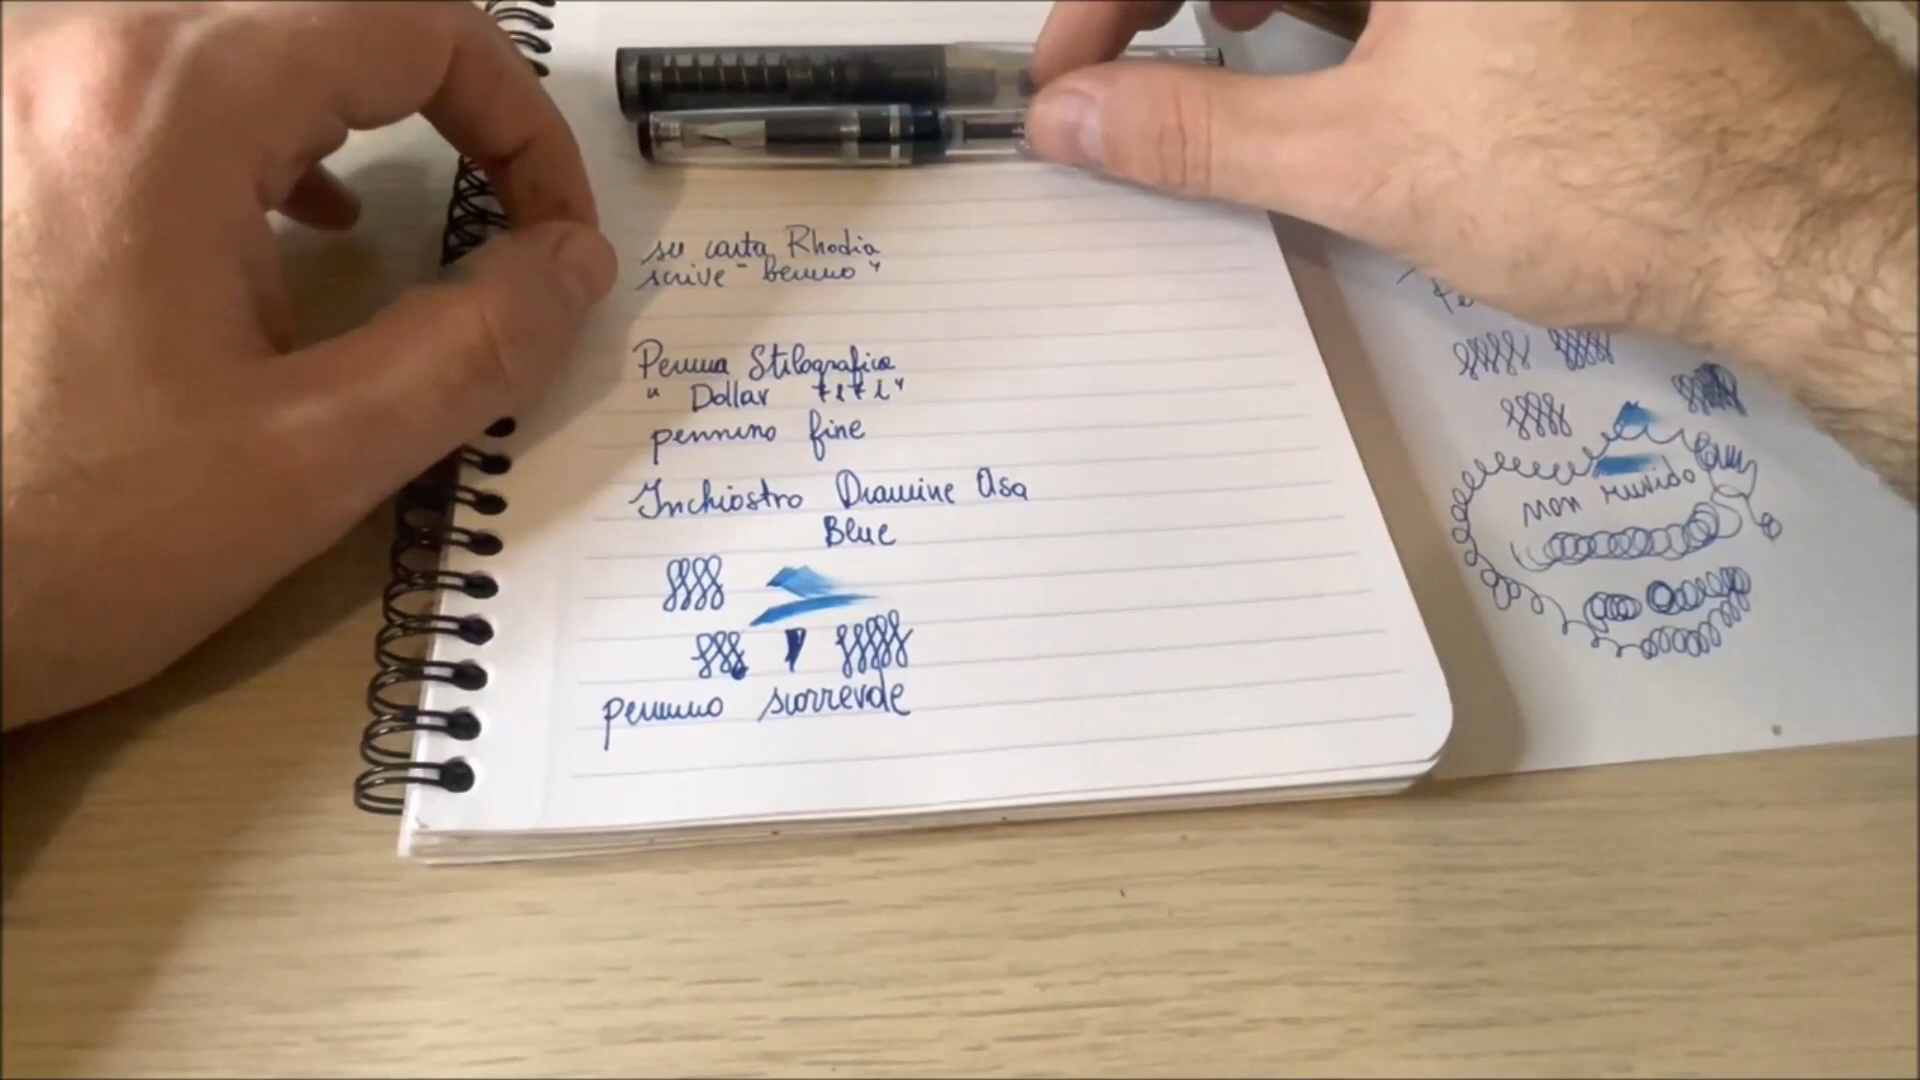 su carta Rhodia
scrive "benino"
Penna Stilografica
" Dollar 717 i"
pennino fine
Inchiostro Diamine Asa
Blue
pennino scorrevole
non ruvido